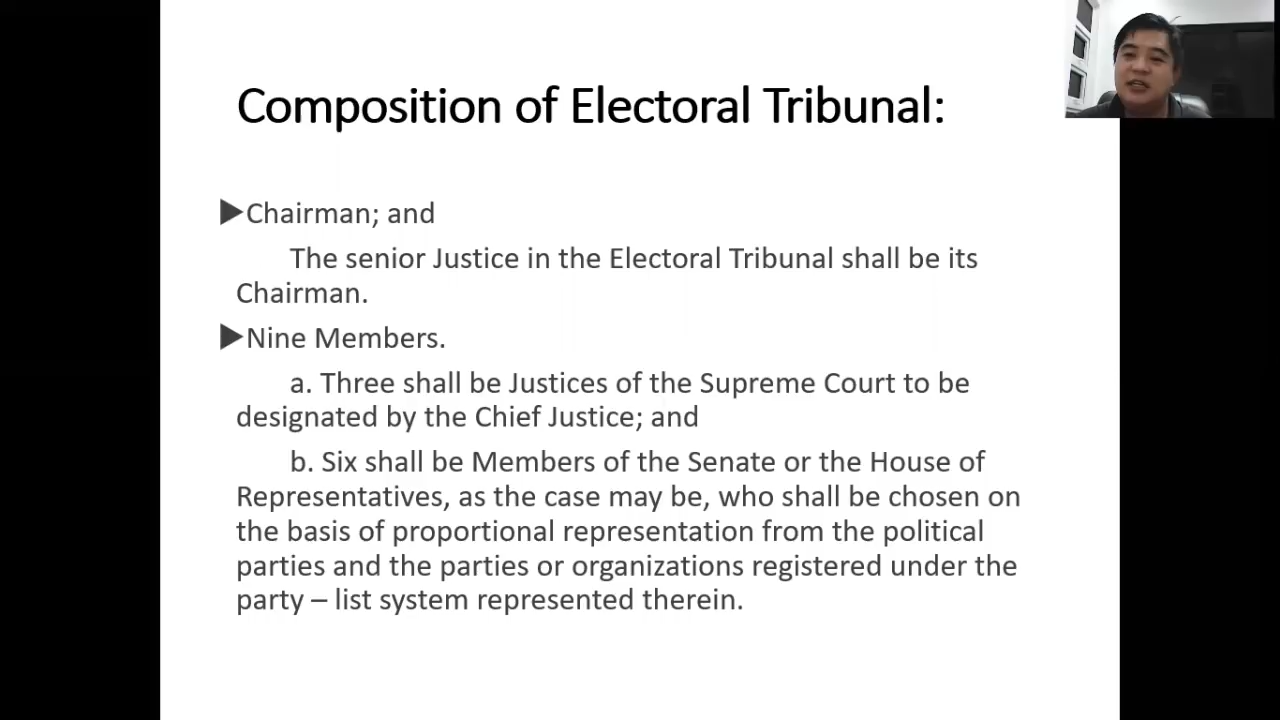 Composition of Electoral Tribunal:
▶Chairman; and
The senior Justice in the Electoral Tribunal shall be its
Chairman.
▶Nine Members.
a. Three shall be Justices of the Supreme Court to be
designated by the Chief Justice; and
b. Six shall be Members of the Senate or the House of
Representatives, as the case may be, who shall be chosen on
the basis of proportional representation from the political
parties and the parties or organizations registered under the
party – list system represented therein.